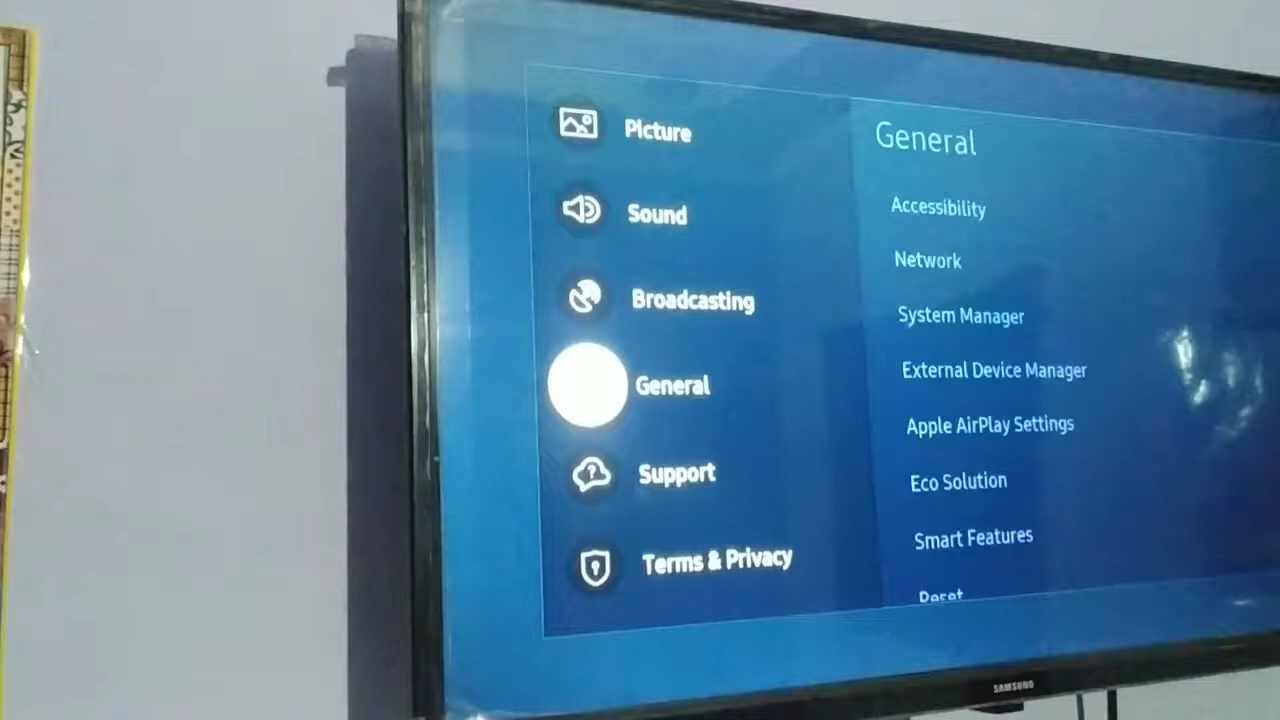 Picture
Sound
Broadcasting
General
Support
Terms & Privacy
General
Accessibility
Network
System Manager
External Device Manager
Apple AirPlay Settings
Eco Solution
Smart Features
Reset
SAMSUNG